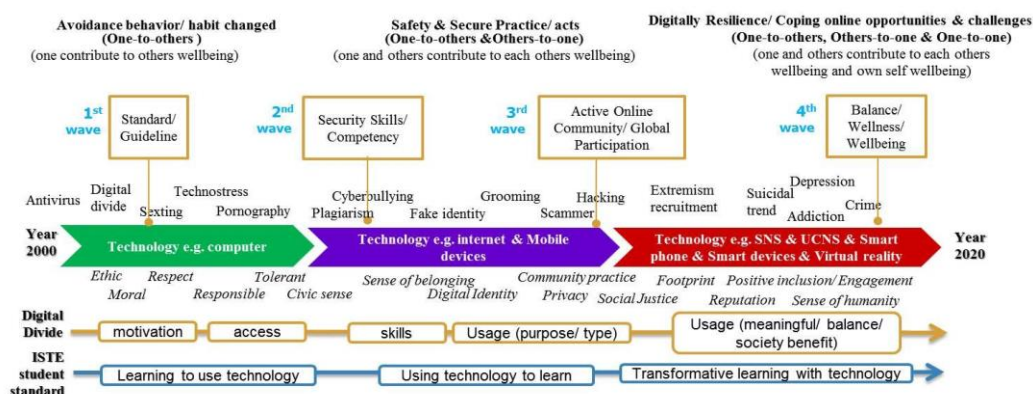 Avoidance behavior/ habit changed
(One-to-others )
(one contribute to others wellbeing)
Safety & Secure Practice/ acts
(One-to-others &Others-to-one)
(one and others contribute to each others wellbeing)
Digitally Resilience/ Coping online opportunities & challenges
(One-to-others, Others-to-one & One-to-one)
(one and others contribute to each others
wellbeing and own self wellbeing)
1st
wave
Standard/
Guideline
2nd
wave
Security Skills/
Competency
3rd
wave
Active Online
Community/ Global
Participation
4th
wave
Balance/
Wellness/
Wellbeing
Antivirus
Digital
divide
Technostress
Sexting
Pornography
Cyberbullying
Plagiarism
Fake identity
Grooming
Hacking
Scammer
Extremism
recruitment
Suicidal
trend
Depression
Addiction
Crime
Year
2000
Technology e.g. computer
Technology e.g. internet & Mobile
devices
Technology e.g. SNS & UCNS & Smart
phone & Smart devices & Virtual reality
Year
2020
Ethic
Moral
Respect
Responsible
Tolerant
Civic sense
Sense of belonging
Digital Identity
Community practice
Privacy
Social Justice
Footprint
Positive inclusion/ Engagement
Reputation
Sense of humanity
Digital
Divide
motivation
access
skills
Usage (purpose/ type)
Usage (meaningful/ balance/
society benefit)
ISTE
student
standard
Learning to use technology
Using technology to learn
Transformative learning with technology